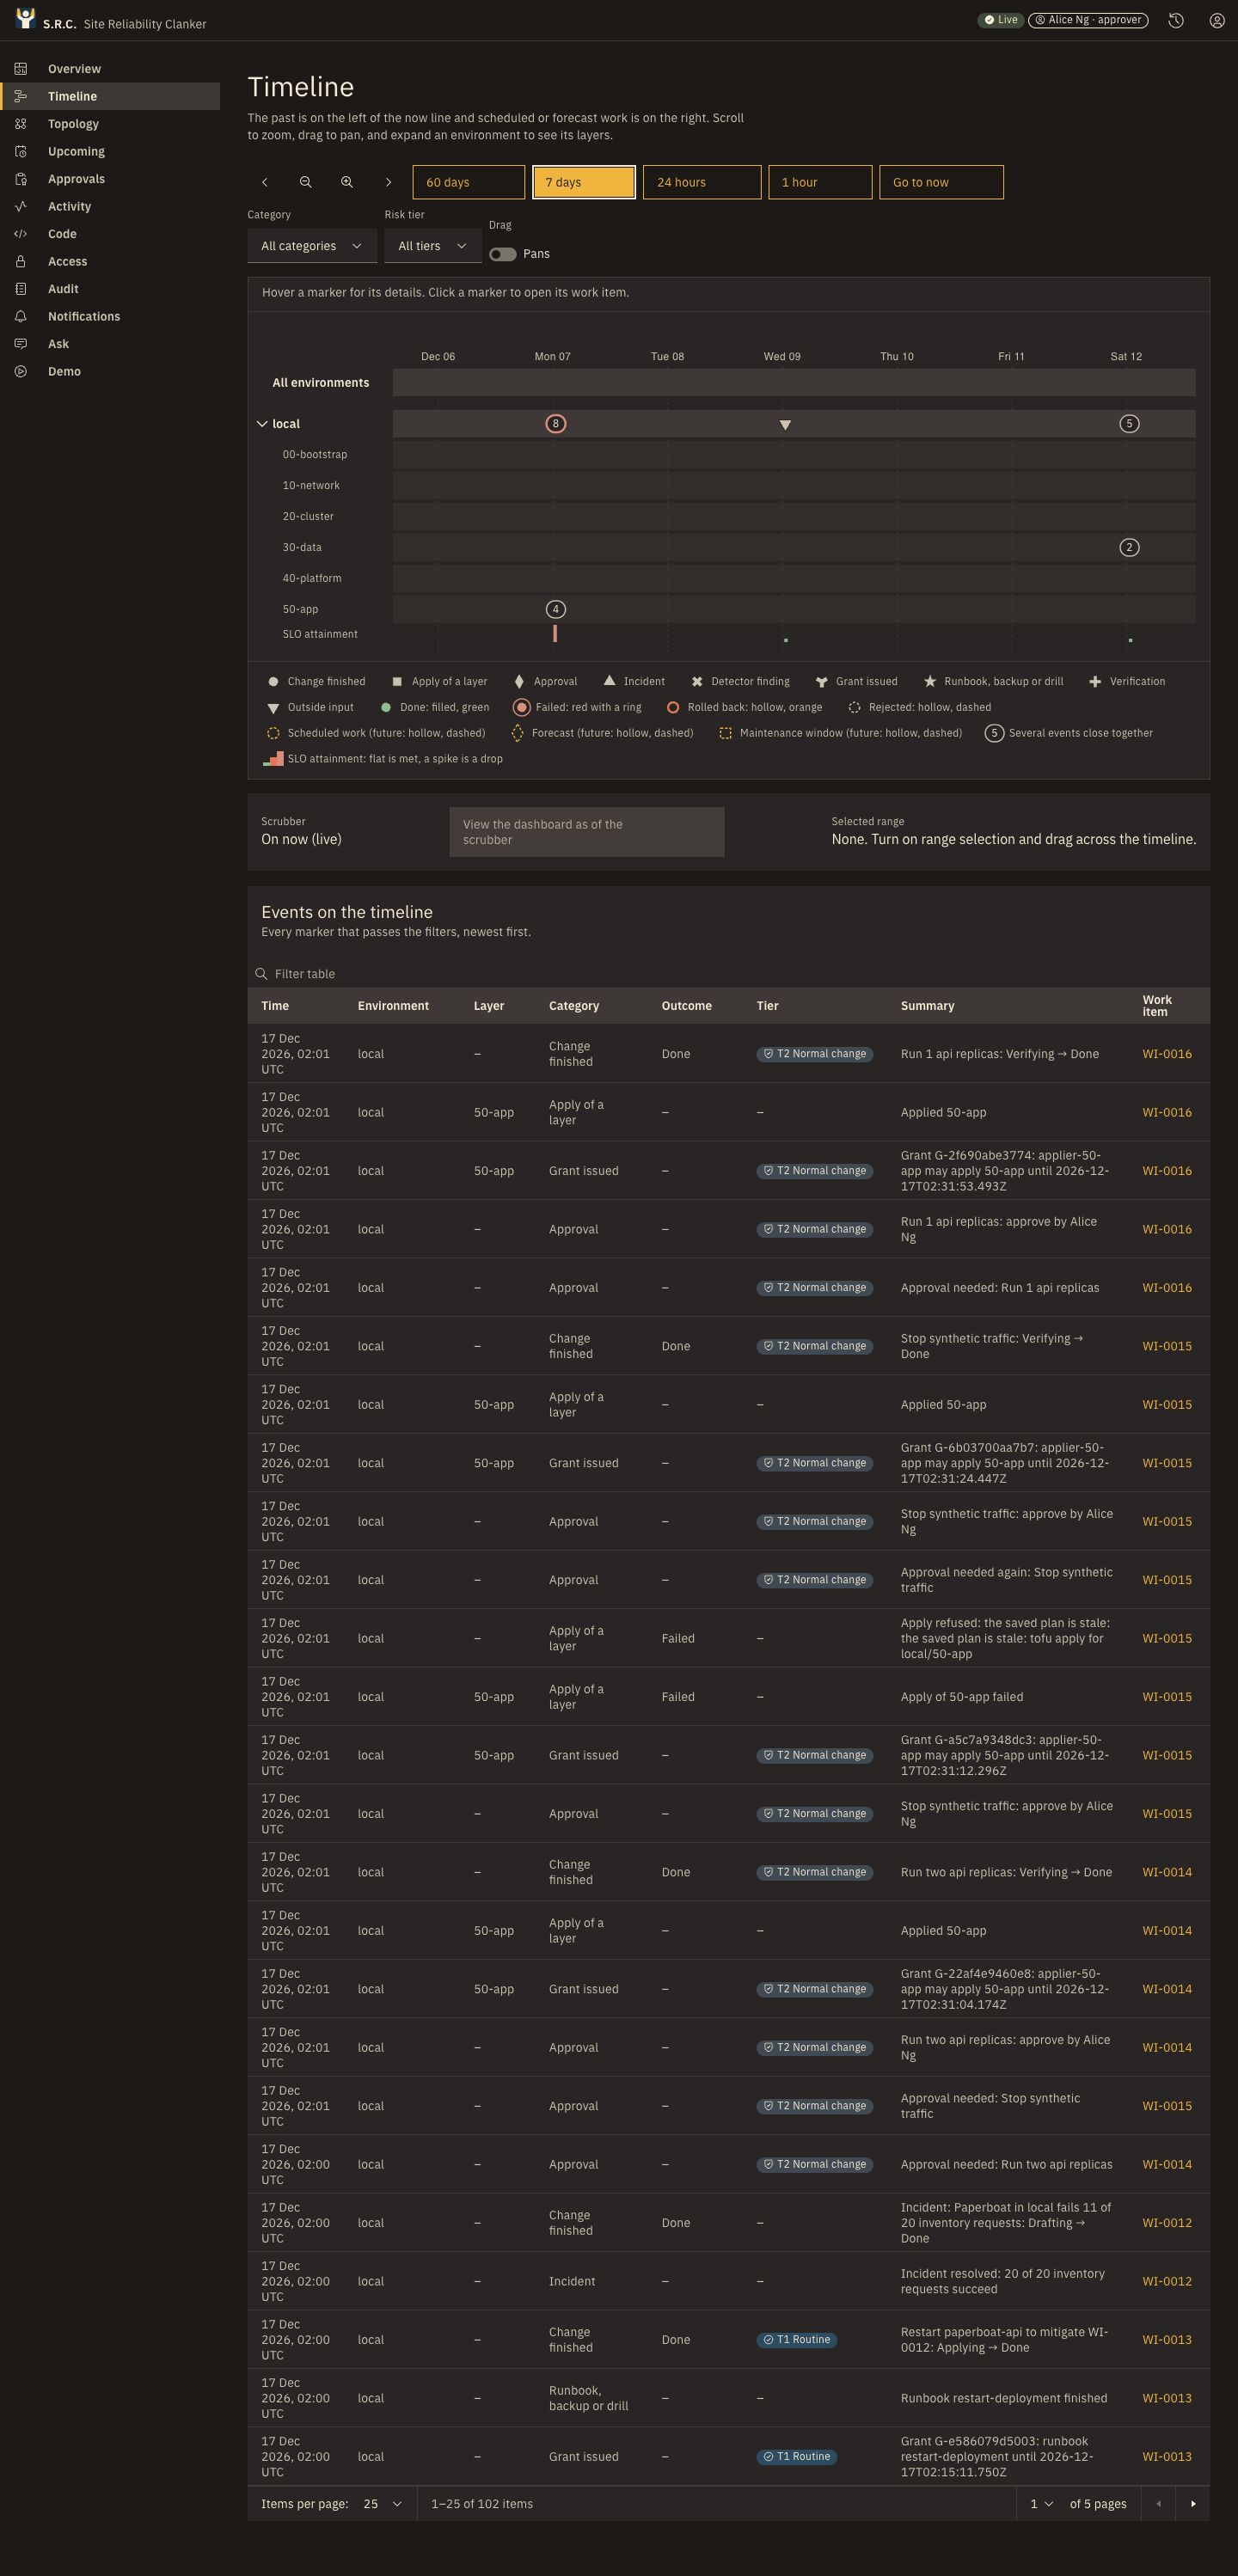 S.R.C. Site Reliability Clanker
Live
Alice Ng · approver
Overview
Timeline
Topology
Upcoming
Approvals
Activity
Code
Access
Audit
Notifications
Ask
Demo
Timeline
The past is on the left of the now line and scheduled or forecast work is on the right. Scroll
to zoom, drag to pan, and expand an environment to see its layers.
60 days
7 days
24 hours
1 hour
Go to now
Category
Risk tier
Drag
All categories
All tiers
Pans
Hover a marker for its details. Click a marker to open its work item.
Dec 06 Mon 07 Tue 08 Wed 09 Thu 10 Fri 11 Sat 12
All environments
local 8 5
00-bootstrap
10-network
20-cluster
30-data 2
40-platform
50-app 4
SLO attainment
Change finished Apply of a layer Approval Incident Detector finding Grant issued Runbook, backup or drill Verification
Outside input Done: filled, green Failed: red with a ring Rolled back: hollow, orange Rejected: hollow, dashed
Scheduled work (future: hollow, dashed) Forecast (future: hollow, dashed) Maintenance window (future: hollow, dashed) 5 Several events close together
SLO attainment: flat is met, a spike is a drop
Scrubber
On now (live)
View the dashboard as of the
scrubber
Selected range
None. Turn on range selection and drag across the timeline.
Events on the timeline
Every marker that passes the filters, newest first.
Filter table
Time Environment Layer Category Outcome Tier Summary Work item
17 Dec 2026, 02:01 UTC local – Change finished Done T2 Normal change Run 1 api replicas: Verifying → Done WI-0016
17 Dec 2026, 02:01 UTC local 50-app Apply of a layer – – Applied 50-app WI-0016
17 Dec 2026, 02:01 UTC local 50-app Grant issued – T2 Normal change Grant G-2f690abe3774: applier-50-app may apply 50-app until 2026-12-17T02:31:53.493Z WI-0016
17 Dec 2026, 02:01 UTC local – Approval – T2 Normal change Run 1 api replicas: approve by Alice Ng WI-0016
17 Dec 2026, 02:01 UTC local – Approval – T2 Normal change Approval needed: Run 1 api replicas WI-0016
17 Dec 2026, 02:01 UTC local – Change finished Done T2 Normal change Stop synthetic traffic: Verifying → Done WI-0015
17 Dec 2026, 02:01 UTC local 50-app Apply of a layer – – Applied 50-app WI-0015
17 Dec 2026, 02:01 UTC local 50-app Grant issued – T2 Normal change Grant G-6b03700aa7b7: applier-50-app may apply 50-app until 2026-12-17T02:31:24.447Z WI-0015
17 Dec 2026, 02:01 UTC local – Approval – T2 Normal change Stop synthetic traffic: approve by Alice Ng WI-0015
17 Dec 2026, 02:01 UTC local – Approval – T2 Normal change Approval needed again: Stop synthetic traffic WI-0015
17 Dec 2026, 02:01 UTC local – Apply of a layer Failed – Apply refused: the saved plan is stale: the saved plan is stale: tofu apply for local/50-app WI-0015
17 Dec 2026, 02:01 UTC local 50-app Apply of a layer Failed – Apply of 50-app failed WI-0015
17 Dec 2026, 02:01 UTC local 50-app Grant issued – T2 Normal change Grant G-a5c7a9348dc3: applier-50-app may apply 50-app until 2026-12-17T02:31:12.296Z WI-0015
17 Dec 2026, 02:01 UTC local – Approval – T2 Normal change Stop synthetic traffic: approve by Alice Ng WI-0015
17 Dec 2026, 02:01 UTC local – Change finished Done T2 Normal change Run two api replicas: Verifying → Done WI-0014
17 Dec 2026, 02:01 UTC local 50-app Apply of a layer – – Applied 50-app WI-0014
17 Dec 2026, 02:01 UTC local 50-app Grant issued – T2 Normal change Grant G-22af4e9460e8: applier-50-app may apply 50-app until 2026-12-17T02:31:04.174Z WI-0014
17 Dec 2026, 02:01 UTC local – Approval – T2 Normal change Run two api replicas: approve by Alice Ng WI-0014
17 Dec 2026, 02:01 UTC local – Approval – T2 Normal change Approval needed: Stop synthetic traffic WI-0015
17 Dec 2026, 02:00 UTC local – Approval – T2 Normal change Approval needed: Run two api replicas WI-0014
17 Dec 2026, 02:00 UTC local – Change finished Done – Incident: Paperboat in local fails 11 of 20 inventory requests: Drafting → Done WI-0012
17 Dec 2026, 02:00 UTC local – Incident – – Incident resolved: 20 of 20 inventory requests succeed WI-0012
17 Dec 2026, 02:00 UTC local – Change finished Done T1 Routine Restart paperboat-api to mitigate WI-0012: Applying → Done WI-0013
17 Dec 2026, 02:00 UTC local – Runbook, backup or drill – – Runbook restart-deployment finished WI-0013
17 Dec 2026, 02:00 UTC local – Grant issued – T1 Routine Grant G-e586079d5003: runbook restart-deployment until 2026-12-17T02:15:11.750Z WI-0013
Items per page: 25 1–25 of 102 items 1 of 5 pages